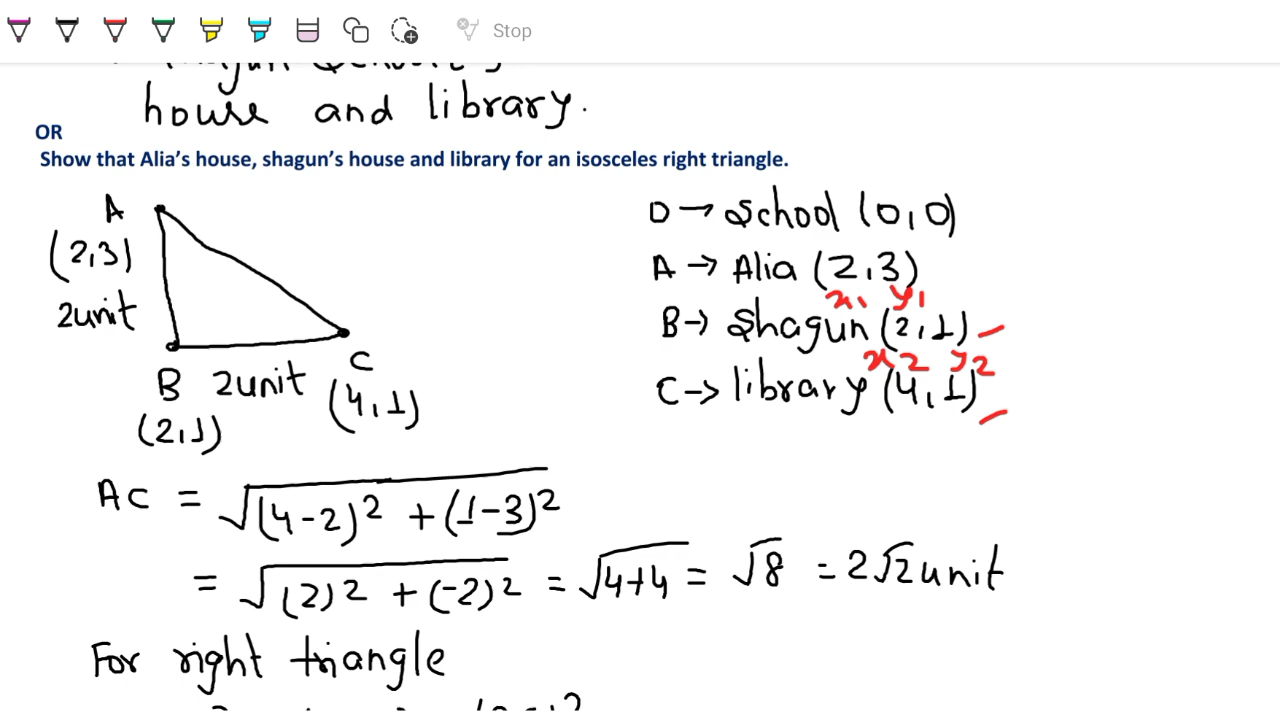 Stop
house and library.
OR
Show that Alia's house, shagun's house and library for an isosceles right triangle.
A
(2,3)
2unit
B 2unit
C
(4,1)
(2,1)
O → School (0,0)
A → Alia (2,3)
x₁ y₁
B → Shagun (2,1)
x2 y2
C → library (4,1)
AC = √(4-2)² + (1-3)²
= √(2)² + (-2)² = √4+4 = √8 = 2√2 unit
For right triangle